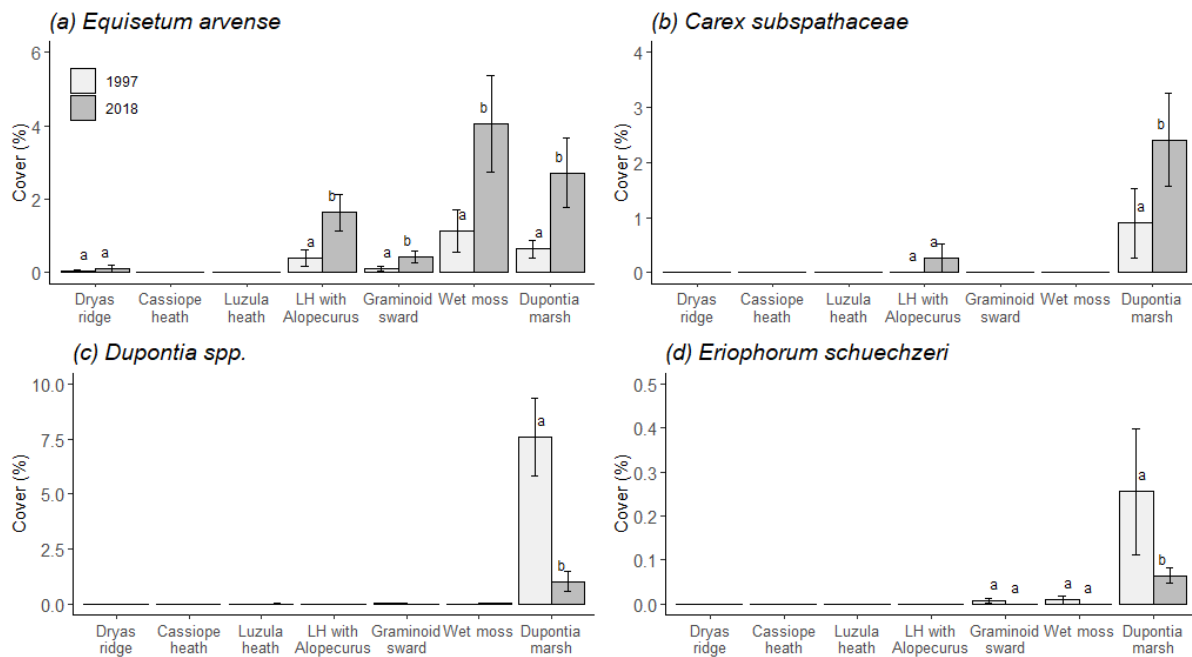 (a) Equisetum arvense
6
4
2
0
Cover (%)
1997
2018
a a
a b
a b
a b
a b
Dryas ridge
Cassiope heath
Luzula heath
LH with Alopecurus
Graminoid sward
Wet moss
Dupontia marsh
(b) Carex subspathaceae
4
3
2
1
0
Cover (%)
a a
a b
Dryas ridge
Cassiope heath
Luzula heath
LH with Alopecurus
Graminoid sward
Wet moss
Dupontia marsh
(c) Dupontia spp.
10.0
7.5
5.0
2.5
0.0
Cover (%)
a b
Dryas ridge
Cassiope heath
Luzula heath
LH with Alopecurus
Graminoid sward
Wet moss
Dupontia marsh
(d) Eriophorum schuechzeri
0.5
0.4
0.3
0.2
0.1
0.0
Cover (%)
a a
a a
a b
Dryas ridge
Cassiope heath
Luzula heath
LH with Alopecurus
Graminoid sward
Wet moss
Dupontia marsh